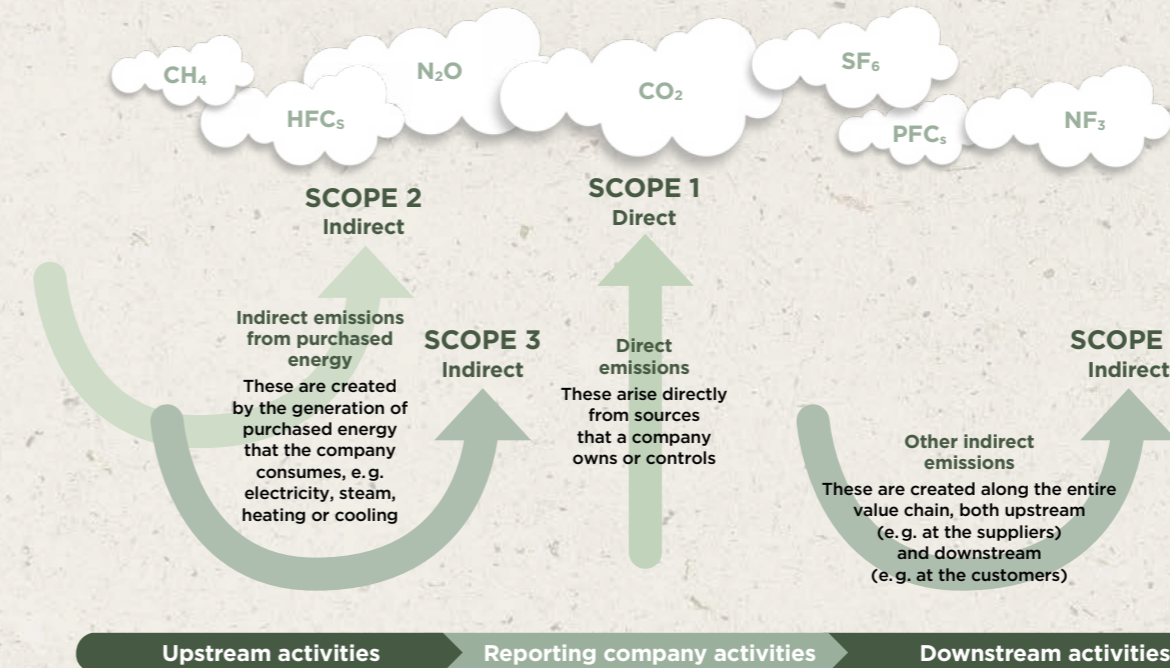 CH₄
HFCs
N₂O
CO₂
SF₆
PFCs
NF₃
SCOPE 2
Indirect
Indirect emissions
from purchased
energy
These are created
by the generation of
purchased energy
that the company
consumes, e.g.
electricity, steam,
heating or cooling
SCOPE 3
Indirect
SCOPE 1
Direct
Direct
emissions
These arise directly
from sources
that a company
owns or controls
SCOPE
Indirect
Other indirect
emissions
These are created along the entire
value chain, both upstream
(e.g. at the suppliers)
and downstream
(e.g. at the customers)
Upstream activities
Reporting company activities
Downstream activities